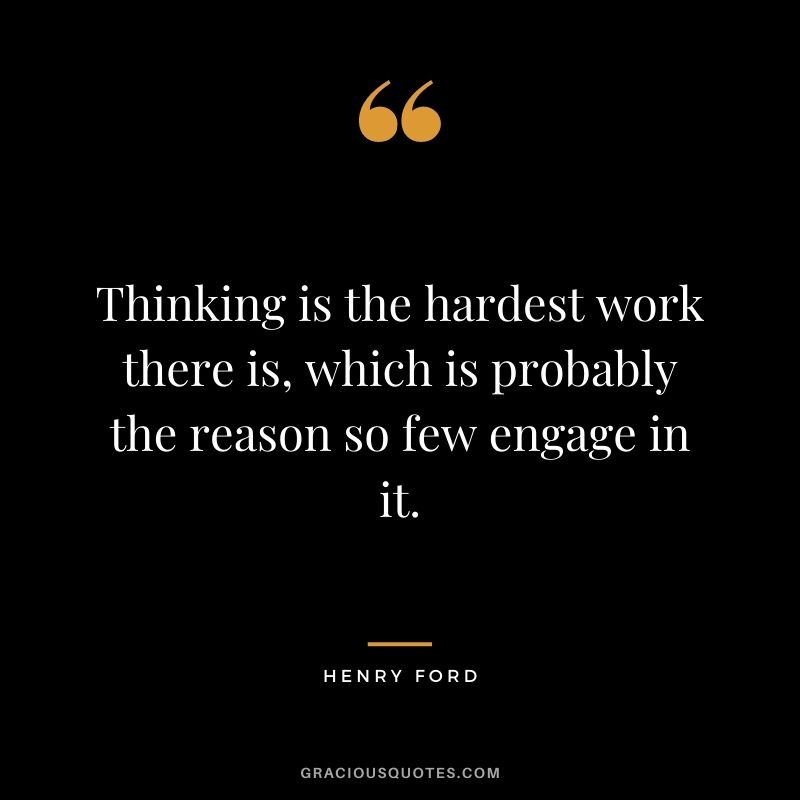 “
Thinking is the hardest work
there is, which is probably
the reason so few engage in
it.
HENRY FORD
GRACIOUSQUOTES.COM